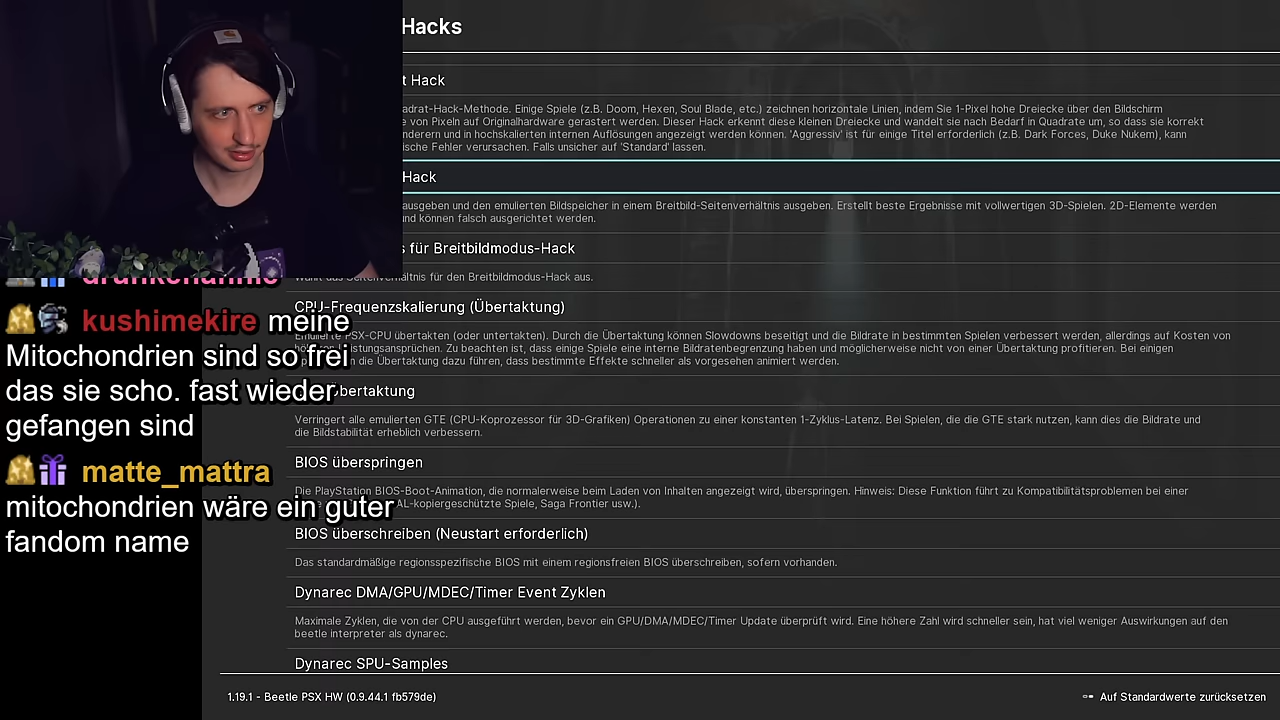 Hacks
t Hack
adrat-Hack-Methode. Einige Spiele (z.B. Doom, Hexen, Soul Blade, etc.) zeichnen horizontale Linien, indem Sie 1-Pixel hohe Dreiecke über den Bildschirm
von Pixeln auf Originalhardware gerastert werden. Dieser Hack erkennt diese kleinen Dreiecke und wandelt sie nach Bedarf in Quadrate um, so dass sie korrekt
nderern und in hochskalierten internen Auflösungen angezeigt werden können. 'Aggressiv' ist für einige Titel erforderlich (z.B. Dark Forces, Duke Nukem), kann
ische Fehler verursachen. Falls unsicher auf 'Standard' lassen.
Hack
ausgeben und den emulierten Bildspeicher in einem Breitbild-Seitenverhältnis ausgeben. Erstellt beste Ergebnisse mit vollwertigen 3D-Spielen. 2D-Elemente werden
und können falsch ausgerichtet werden.
s für Breitbildmodus-Hack
Wählt das Seitenverhältnis für den Breitbildmodus-Hack aus.
CPU-Frequenzskalierung (Übertaktung)
Emulierte PSX-CPU übertakten (oder untertakten). Durch die Übertaktung können Slowdowns beseitigt und die Bildrate in bestimmten Spielen verbessert werden, allerdings auf Kosten von
Leistungsansprüchen. Zu beachten ist, dass einige Spiele eine interne Bildratenbegrenzung haben und möglicherweise nicht von einer Übertaktung profitieren. Bei einigen
die Übertaktung dazu führen, dass bestimmte Effekte schneller als vorgesehen animiert werden.
Übertaktung
Verringert alle emulierten GTE (CPU-Koprozessor für 3D-Grafiken) Operationen zu einer konstanten 1-Zyklus-Latenz. Bei Spielen, die die GTE stark nutzen, kann dies die Bildrate und
die Bildstabilität erheblich verbessern.
BIOS überspringen
Die PlayStation BIOS-Boot-Animation, die normalerweise beim Laden von Inhalten angezeigt wird, überspringen. Hinweis: Diese Funktion führt zu Kompatibilitätsproblemen bei einer
AL-kopiergeschützte Spiele, Saga Frontier usw.).
BIOS überschreiben (Neustart erforderlich)
Das standardmäßige regionsspezifische BIOS mit einem regionsfreien BIOS überschreiben, sofern vorhanden.
Dynarec DMA/GPU/MDEC/Timer Event Zyklen
Maximale Zyklen, die von der CPU ausgeführt werden, bevor ein GPU/DMA/MDEC/Timer Update überprüft wird. Eine höhere Zahl wird schneller sein, hat viel weniger Auswirkungen auf den
beetle interpreter als dynarec.
Dynarec SPU-Samples
1.19.1 - Beetle PSX HW (0.9.44.1 fb579de)
Auf Standardwerte zurücksetzen
kushimekire meine
Mitochondrien sind so frei
das sie scho. fast wieder
gefangen sind
matte_mattra
mitochondrien wäre ein guter
fandom name